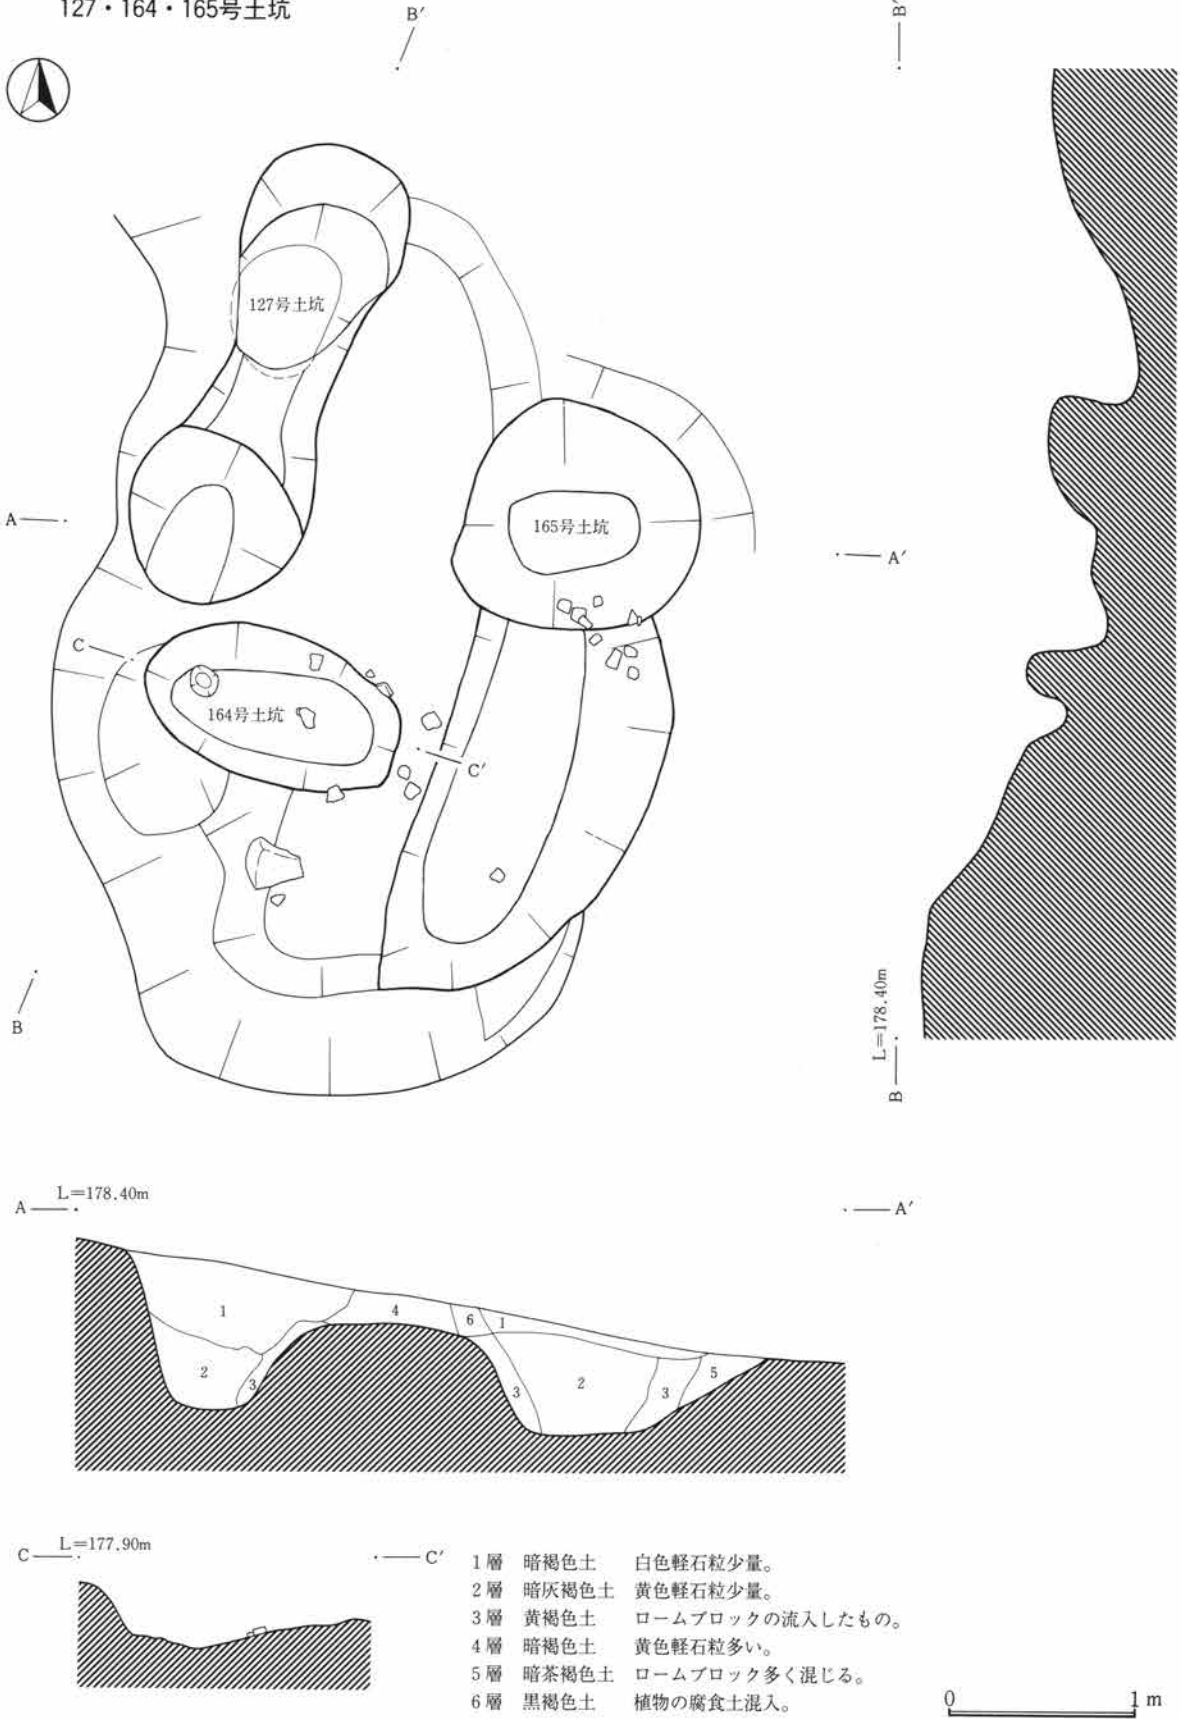 127・164・165号土坑
B′
B′
127号土坑
165号土坑
A
A′
C
164号土坑
C′
B
L=178.40m
B
L=178.40m
A
A′
1
4
6
1
2
3
3
2
3
5
L=177.90m
C
C′
1層 暗褐色土 白色軽石粒少量。
2層 暗灰褐色土 黄色軽石粒少量。
3層 黄褐色土 ロームブロックの流入したもの。
4層 暗褐色土 黄色軽石粒多い。
5層 暗茶褐色土 ロームブロック多く混じる。
6層 黒褐色土 植物の腐食土混入。
0 1m